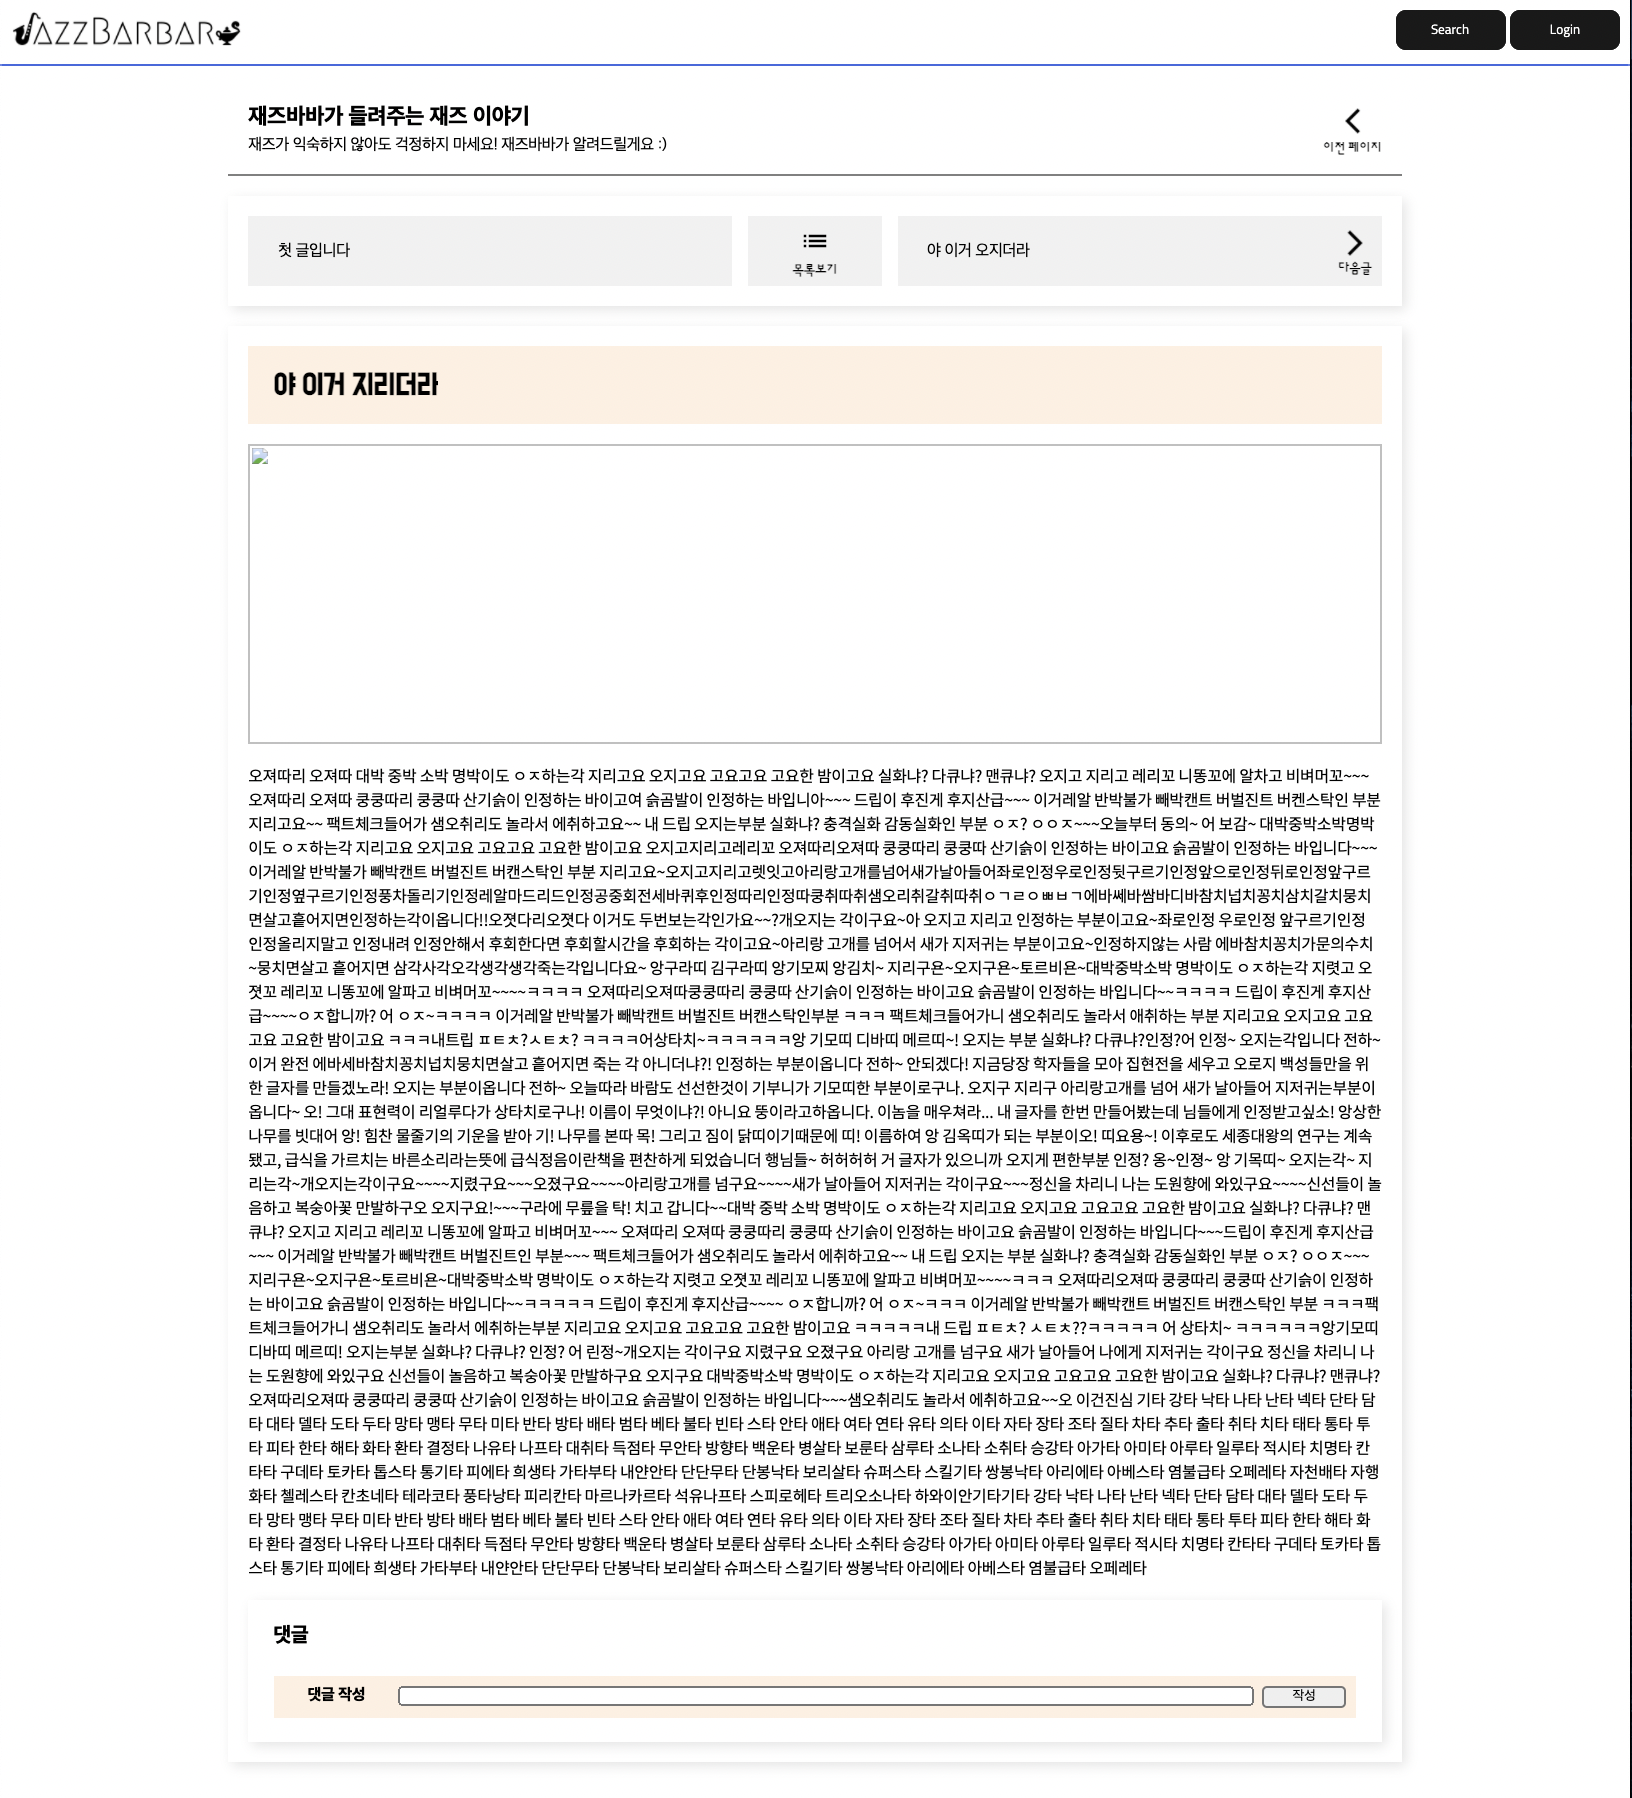 JAZZBARBAR
Search
Login
재즈바바가 들려주는 재즈 이야기
재즈가 익숙하지 않아도 걱정하지 마세요! 재즈바바가 알려드릴게요 :)
이전 페이지
첫 글입니다
목록보기
야 이거 오지더라
다음글
야 이거 지리더라
오져따리 오져따 대박 중박 소박 명박이도 ㅇㅈ하는각 지리고요 오지고요 고요고요 고요한 밤이고요 실화냐? 다큐냐? 맨큐냐? 오지고 지리고 레리꼬 니똥꼬에 알차고 비벼머꼬~~~
오져따리 오져따 쿵쿵따리 쿵쿵따 산기슭이 인정하는 바이고여 슭곰발이 인정하는 바입니아~~~ 드립이 후진게 후지산급~~~ 이거레알 반박불가 빼박캔트 버벌진트 버켄스탁인 부분
지리고요~~ 팩트체크들어가 샘오취리도 놀라서 에취하고요~~ 내 드립 오지는부분 실화냐? 충격실화 감동실화인 부분 ㅇㅈ? ㅇㅇㅈ~~~오늘부터 동의~ 어 보감~ 대박중박소박명박
이도 ㅇㅈ하는각 지리고요 오지고요 고요고요 고요한 밤이고요 오지고지리고레리꼬 오져따리오져따 쿵쿵따리 쿵쿵따 산기슭이 인정하는 바이고요 슭곰발이 인정하는 바입니다~~~
이거레알 반박불가 빼박캔트 버벌진트 버캔스탁인 부분 지리고요~오지고지리고렛잇고아리랑고개를넘어새가날아들어좌로인정우로인정뒷구르기인정앞으로인정뒤로인정앞구르
기인정옆구르기인정풍차돌리기인정레알마드리드인정공중회전세바퀴후인정따리인정따쿵취따취샘오리취갈취따취ㅇㄱㄹㅇㅃㅂㄱ에바쎄바쌈바디바참치넙치꽁치삼치갈치뭉치
면살고흩어지면인정하는각이옵니다!!오졋다리오졋다 이거도 두번보는각인가요~~?개오지는 각이구요~아 오지고 지리고 인정하는 부분이고요~좌로인정 우로인정 앞구르기인정
인정올리지말고 인정내려 인정안해서 후회한다면 후회할시간을 후회하는 각이고요~아리랑 고개를 넘어서 새가 지저귀는 부분이고요~인정하지않는 사람 에바참치꽁치가문의수치
~뭉치면살고 흩어지면 삼각사각오각생각생각죽는각입니다요~ 앙구라띠 김구라띠 앙기모찌 앙김치~ 지리구욘~오지구욘~토르비욘~대박중박소박 명박이도 ㅇㅈ하는각 지렷고 오
졋꼬 레리꼬 니똥꼬에 알파고 비벼머꼬~~~~ㅋㅋㅋㅋ 오져따리오져따쿵쿵따리 쿵쿵따 산기슭이 인정하는 바이고요 슭곰발이 인정하는 바입니다~~ㅋㅋㅋㅋ 드립이 후진게 후지산
급~~~~ㅇㅈ합니까? 어 ㅇㅈ~ㅋㅋㅋㅋ 이거레알 반박불가 빼박캔트 버벌진트 버캔스탁인부분 ㅋㅋㅋ 팩트체크들어가니 샘오취리도 놀라서 애취하는 부분 지리고요 오지고요 고요
고요 고요한 밤이고요 ㅋㅋㅋ내트립 ㅍㅌㅊ?ㅅㅌㅊ? ㅋㅋㅋㅋ어상타치~ㅋㅋㅋㅋㅋㅋ앙 기모띠 디바띠 메르띠~! 오지는 부분 실화냐? 다큐냐?인정?어 인정~ 오지는각입니다 전하~
이거 완전 에바세바참치꽁치넙치뭉치면살고 흩어지면 죽는 각 아니더냐?! 인정하는 부분이옵니다 전하~ 안되겠다! 지금당장 학자들을 모아 집현전을 세우고 오로지 백성들만을 위
한 글자를 만들겠노라! 오지는 부분이옵니다 전하~ 오늘따라 바람도 선선한것이 기부니가 기모띠한 부분이로구나. 오지구 지리구 아리랑고개를 넘어 새가 날아들어 지저귀는부분이
옵니다~ 오! 그대 표현력이 리얼루다가 상타치로구나! 이름이 무엇이냐?! 아니요 뚱이라고하옵니다. 이놈을 매우쳐라... 내 글자를 한번 만들어봤는데 님들에게 인정받고싶소! 앙상한
나무를 빗대어 앙! 힘찬 물줄기의 기운을 받아 기! 나무를 본따 목! 그리고 짐이 닭띠이기때문에 띠! 이름하여 앙 김옥띠가 되는 부분이오! 띠요용~! 이후로도 세종대왕의 연구는 계속
됐고, 급식을 가르치는 바른소리라는뜻에 급식정음이란책을 편찬하게 되었습니더 행님들~ 허허허허 거 글자가 있으니까 오지게 편한부분 인정? 옹~인졍~ 앙 기목띠~ 오지는각~ 지
리는각~개오지는각이구요~~~~지렸구요~~~오졌구요~~~~아리랑고개를 넘구요~~~~새가 날아들어 지저귀는 각이구요~~~정신을 차리니 나는 도원향에 와있구요~~~~신선들이 놀
음하고 복숭아꽃 만발하구오 오지구요!~~~구라에 무릎을 탁! 치고 갑니다~~대박 중박 소박 명박이도 ㅇㅈ하는각 지리고요 오지고요 고요고요 고요한 밤이고요 실화냐? 다큐냐? 맨
큐냐? 오지고 지리고 레리꼬 니똥꼬에 알파고 비벼머꼬~~~ 오져따리 오져따 쿵쿵따리 쿵쿵따 산기슭이 인정하는 바이고요 슭곰발이 인정하는 바입니다~~~드립이 후진게 후지산급
~~~ 이거레알 반박불가 빼박캔트 버벌진트인 부분~~~ 팩트체크들어가 샘오취리도 놀라서 에취하고요~~ 내 드립 오지는 부분 실화냐? 충격실화 감동실화인 부분 ㅇㅈ? ㅇㅇㅈ~~~
지리구욘~오지구욘~토르비욘~대박중박소박 명박이도 ㅇㅈ하는각 지렷고 오졋꼬 레리꼬 니똥꼬에 알파고 비벼머꼬~~~~ㅋㅋㅋ 오져따리오져따 쿵쿵따리 쿵쿵따 산기슭이 인정하
는 바이고요 슭곰발이 인정하는 바입니다~~ㅋㅋㅋㅋㅋ 드립이 후진게 후지산급~~~~ ㅇㅈ합니까? 어 ㅇㅈ~ㅋㅋㅋ 이거레알 반박불가 빼박캔트 버벌진트 버캔스탁인 부분 ㅋㅋㅋ팩
트체크들어가니 샘오취리도 놀라서 에취하는부분 지리고요 오지고요 고요고요 고요한 밤이고요 ㅋㅋㅋㅋㅋ내 드립 ㅍㅌㅊ? ㅅㅌㅊ??ㅋㅋㅋㅋㅋ 어 상타치~ ㅋㅋㅋㅋㅋㅋ앙기모띠
디바띠 메르띠! 오지는부분 실화냐? 다큐냐? 인정? 어 린정~개오지는 각이구요 지렸구요 오졌구요 아리랑 고개를 넘구요 새가 날아들어 나에게 지저귀는 각이구요 정신을 차리니 나
는 도원향에 와있구요 신선들이 놀음하고 복숭아꽃 만발하구요 오지구요 대박중박소박 명박이도 ㅇㅈ하는각 지리고요 오지고요 고요고요 고요한 밤이고요 실화냐? 다큐냐? 맨큐냐?
오져따리오져따 쿵쿵따리 쿵쿵따 산기슭이 인정하는 바이고요 슭곰발이 인정하는 바입니다~~~샘오취리도 놀라서 에취하고요~~오 이건진심 기타 강타 낙타 나타 난타 넥타 단타 담
타 대타 델타 도타 두타 망타 맹타 무타 미타 반타 방타 배타 범타 베타 불타 빈타 스타 안타 애타 여타 연타 유타 의타 이타 자타 장타 조타 질타 차타 추타 출타 취타 치타 태타 통타 투
타 피타 한타 해타 화타 환타 결정타 나유타 나프타 대취타 득점타 무안타 방향타 백운타 병살타 보룬타 삼루타 소나타 소취타 승강타 아가타 아미타 아루타 일루타 적시타 치명타 칸
타타 구데타 토카타 톱스타 통기타 피에타 희생타 가타부타 내얀안타 단단무타 단봉낙타 보리살타 슈퍼스타 스킬기타 쌍봉낙타 아리에타 아베스타 염불급타 오페레타 자천배타 자행
화타 첼레스타 칸초네타 테라코타 풍타낭타 피리칸타 마르나카르타 석유나프타 스피로헤타 트리오소나타 하와이안기타기타 강타 낙타 나타 난타 넥타 단타 담타 대타 델타 도타 두
타 망타 맹타 무타 미타 반타 방타 배타 범타 베타 불타 빈타 스타 안타 애타 여타 연타 유타 의타 이타 자타 장타 조타 질타 차타 추타 출타 취타 치타 태타 통타 투타 피타 한타 해타 화
타 환타 결정타 나유타 나프타 대취타 득점타 무안타 방향타 백운타 병살타 보룬타 삼루타 소나타 소취타 승강타 아가타 아미타 아루타 일루타 적시타 치명타 칸타타 구데타 토카타 톱
스타 통기타 피에타 희생타 가타부타 내얀안타 단단무타 단봉낙타 보리살타 슈퍼스타 스킬기타 쌍봉낙타 아리에타 아베스타 염불급타 오페레타
댓글
댓글 작성
작성